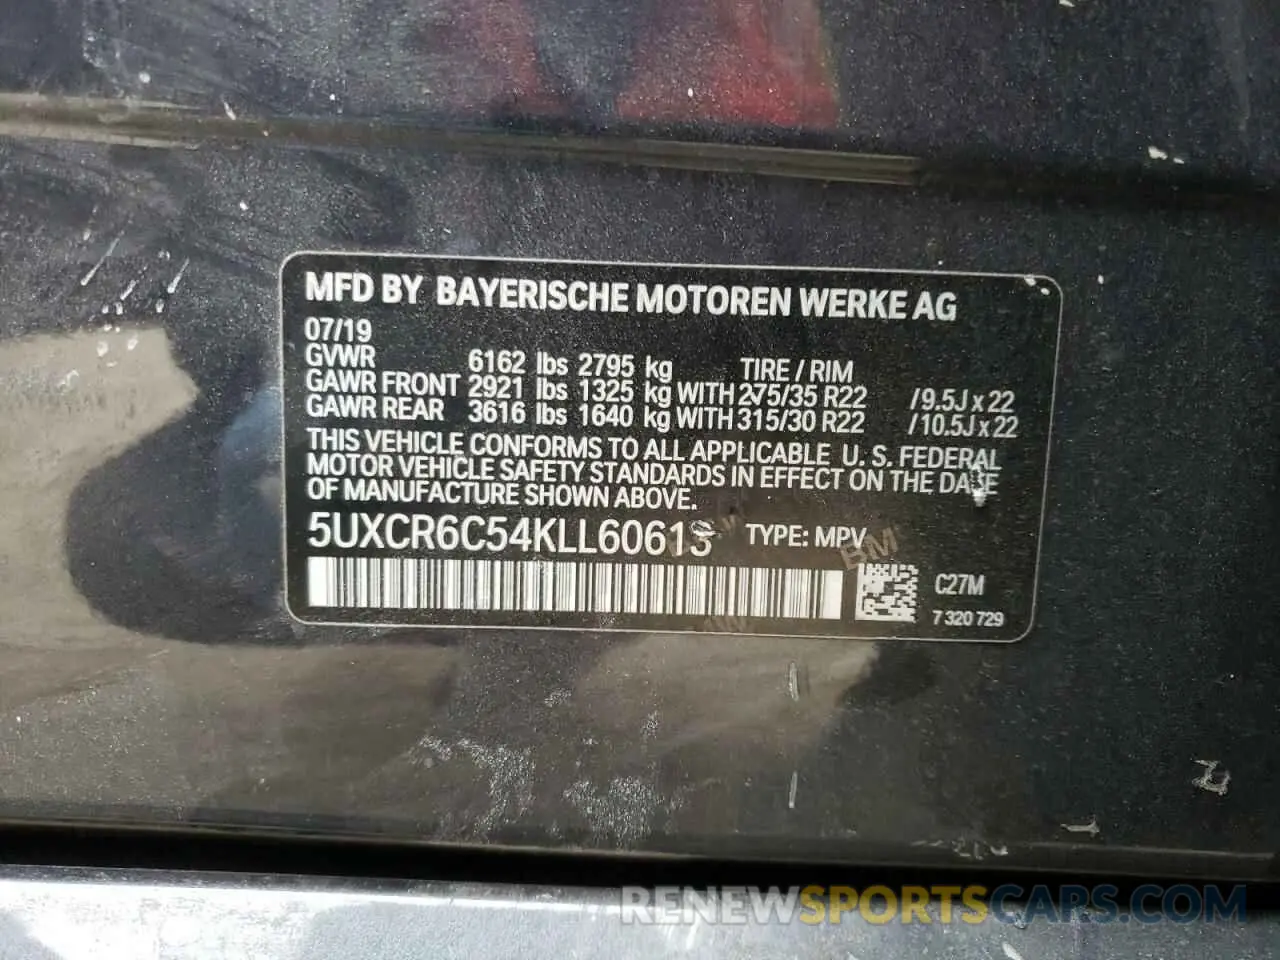 MFD BY BAYERISCHE MOTOREN WERKE AG
07/19
GVWR 6162 lbs 2795 kg TIRE / RIM
GAWR FRONT 2921 lbs 1325 kg WITH 275/35 R22 /9.5J x 22
GAWR REAR 3616 lbs 1640 kg WITH 315/30 R22 /10.5J x 22
THIS VEHICLE CONFORMS TO ALL APPLICABLE U. S. FEDERAL
MOTOR VEHICLE SAFETY STANDARDS IN EFFECT ON THE DATE
OF MANUFACTURE SHOWN ABOVE.
5UXCR6C54KLL60613 TYPE: MPV
C27M
7 320 729
RENEWSPORTSCARS.COM